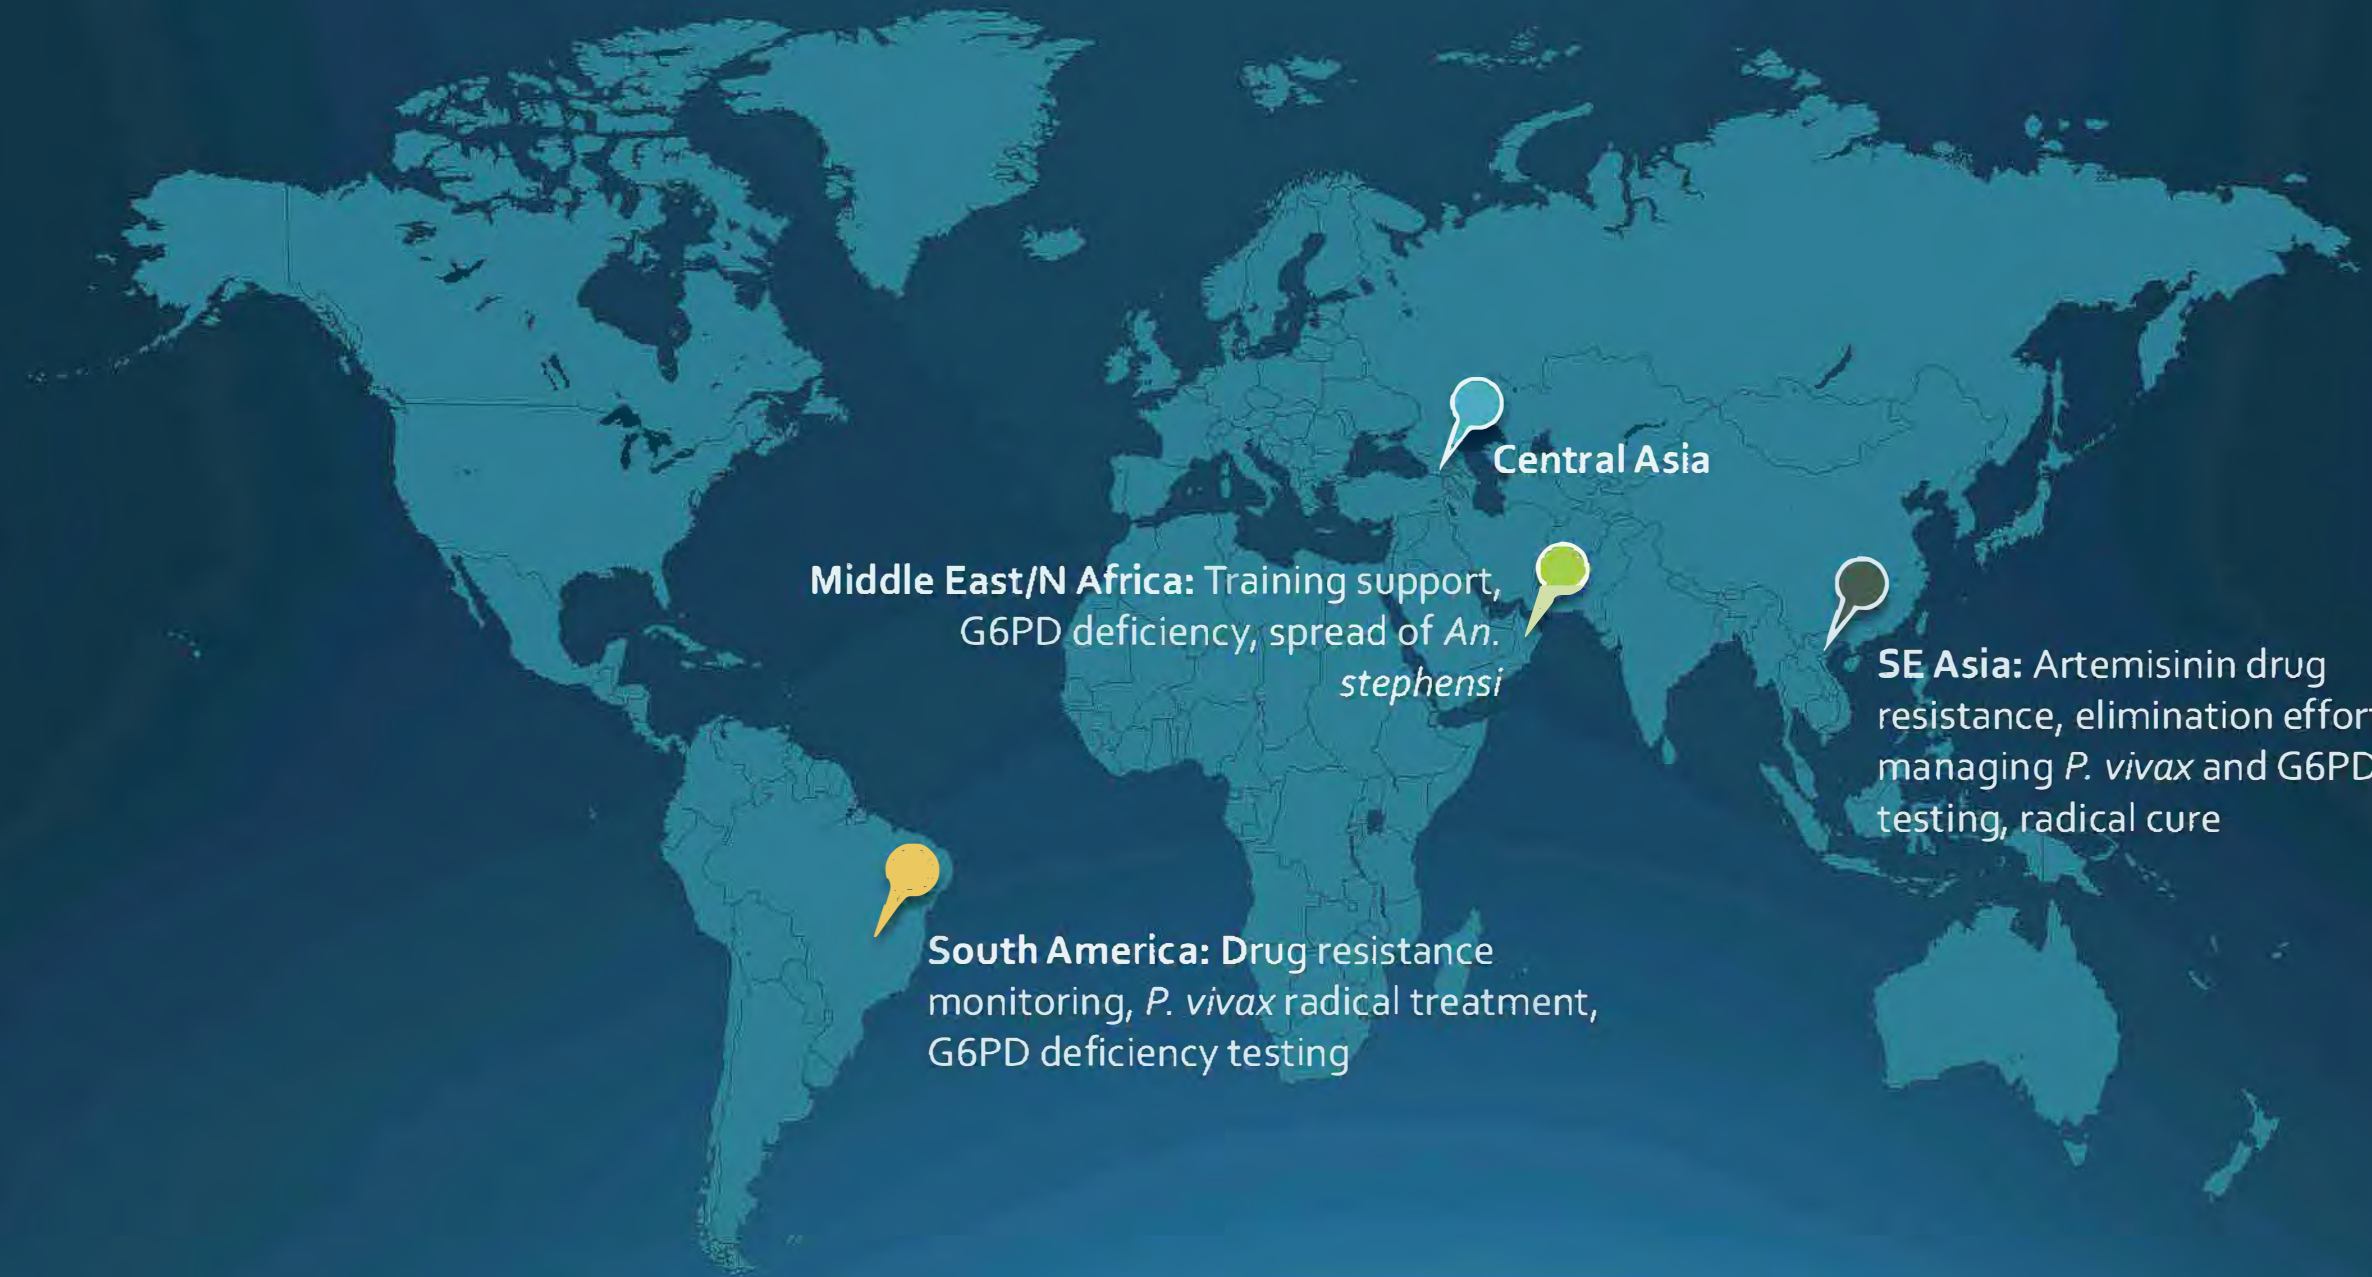 Central Asia
Middle East/N Africa: Training support,
G6PD deficiency, spread of An.
stephensi
SE Asia: Artemisinin drug
resistance, elimination effor
managing P. vivax and G6PD
testing, radical cure
South America: Drug resistance
monitoring, P. vivax radical treatment,
G6PD deficiency testing